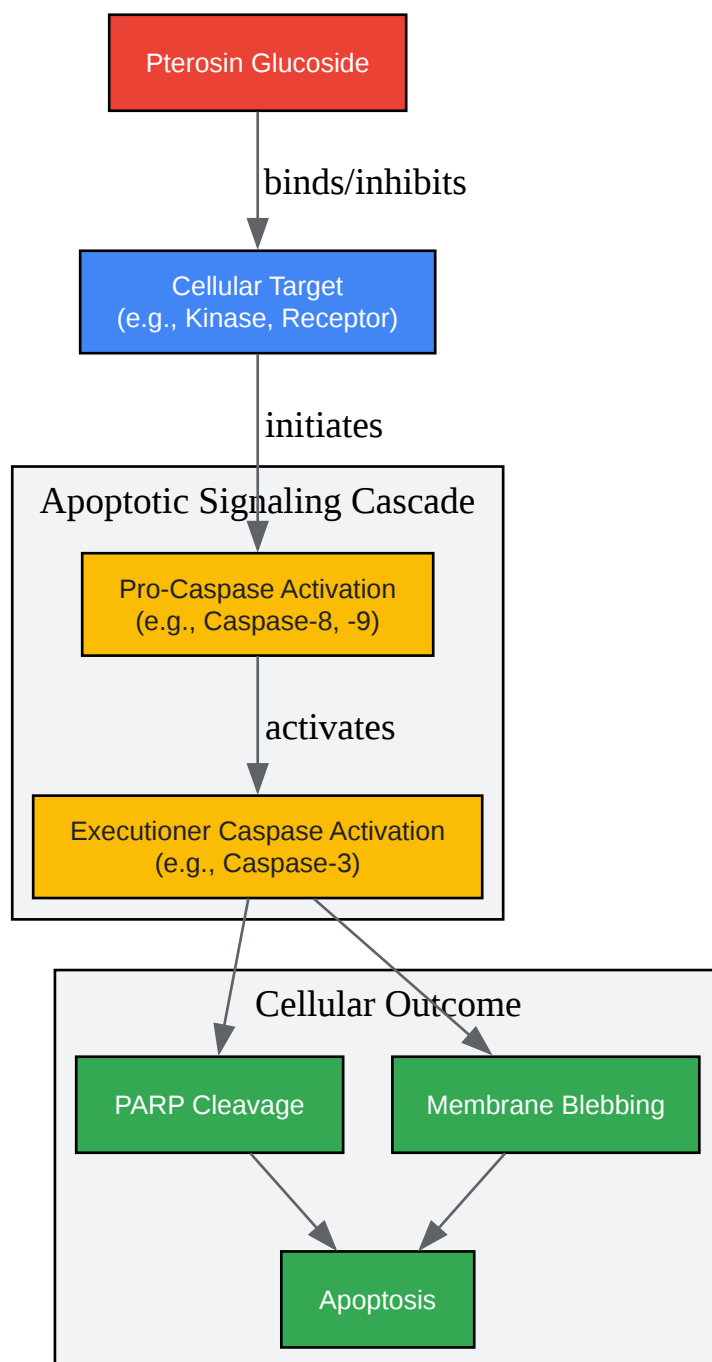 Pterosin Glucoside
binds/inhibits
Cellular Target
(e.g., Kinase, Receptor)
initiates
Apoptotic Signaling Cascade
Pro-Caspase Activation
(e.g., Caspase-8, -9)
activates
Executioner Caspase Activation
(e.g., Caspase-3)
Cellular Outcome
PARP Cleavage
Membrane Blebbing
Apoptosis